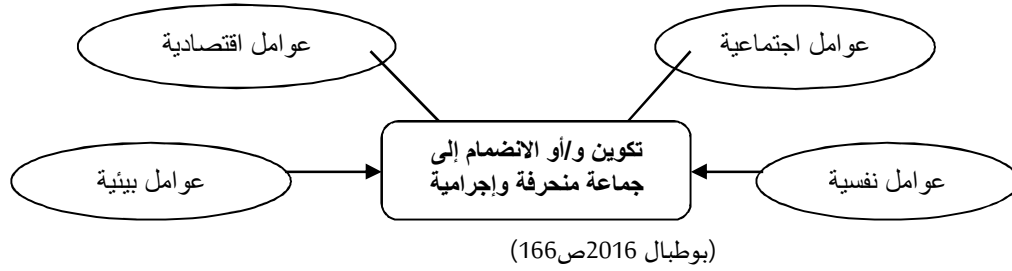 عوامل اجتماعية
عوامل اقتصادية
تكوين و/أو الانضمام إلى
جماعة منحرفة وإجرامية
عوامل نفسية
عوامل بيئية
(بوطبال 2016ص166)